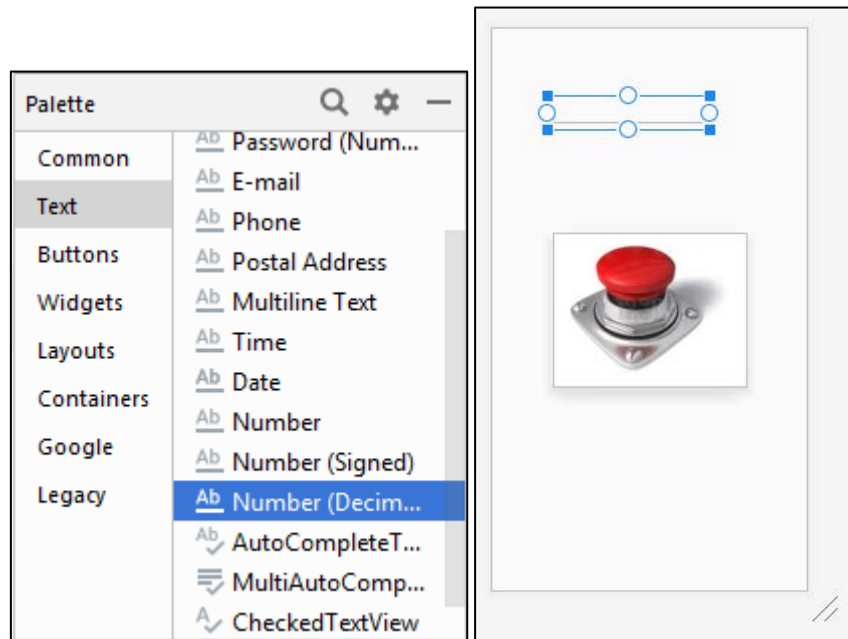 Palette
Common
Text
Buttons
Widgets
Layouts
Containers
Google
Legacy
Ab Password (Num...
Ab E-mail
Ab Phone
Ab Postal Address
Ab Multiline Text
Ab Time
Ab Date
Ab Number
Ab Number (Signed)
Ab Number (Decim...
Ab AutoCompleteT...
MultiAutoComp...
A CheckedTextView